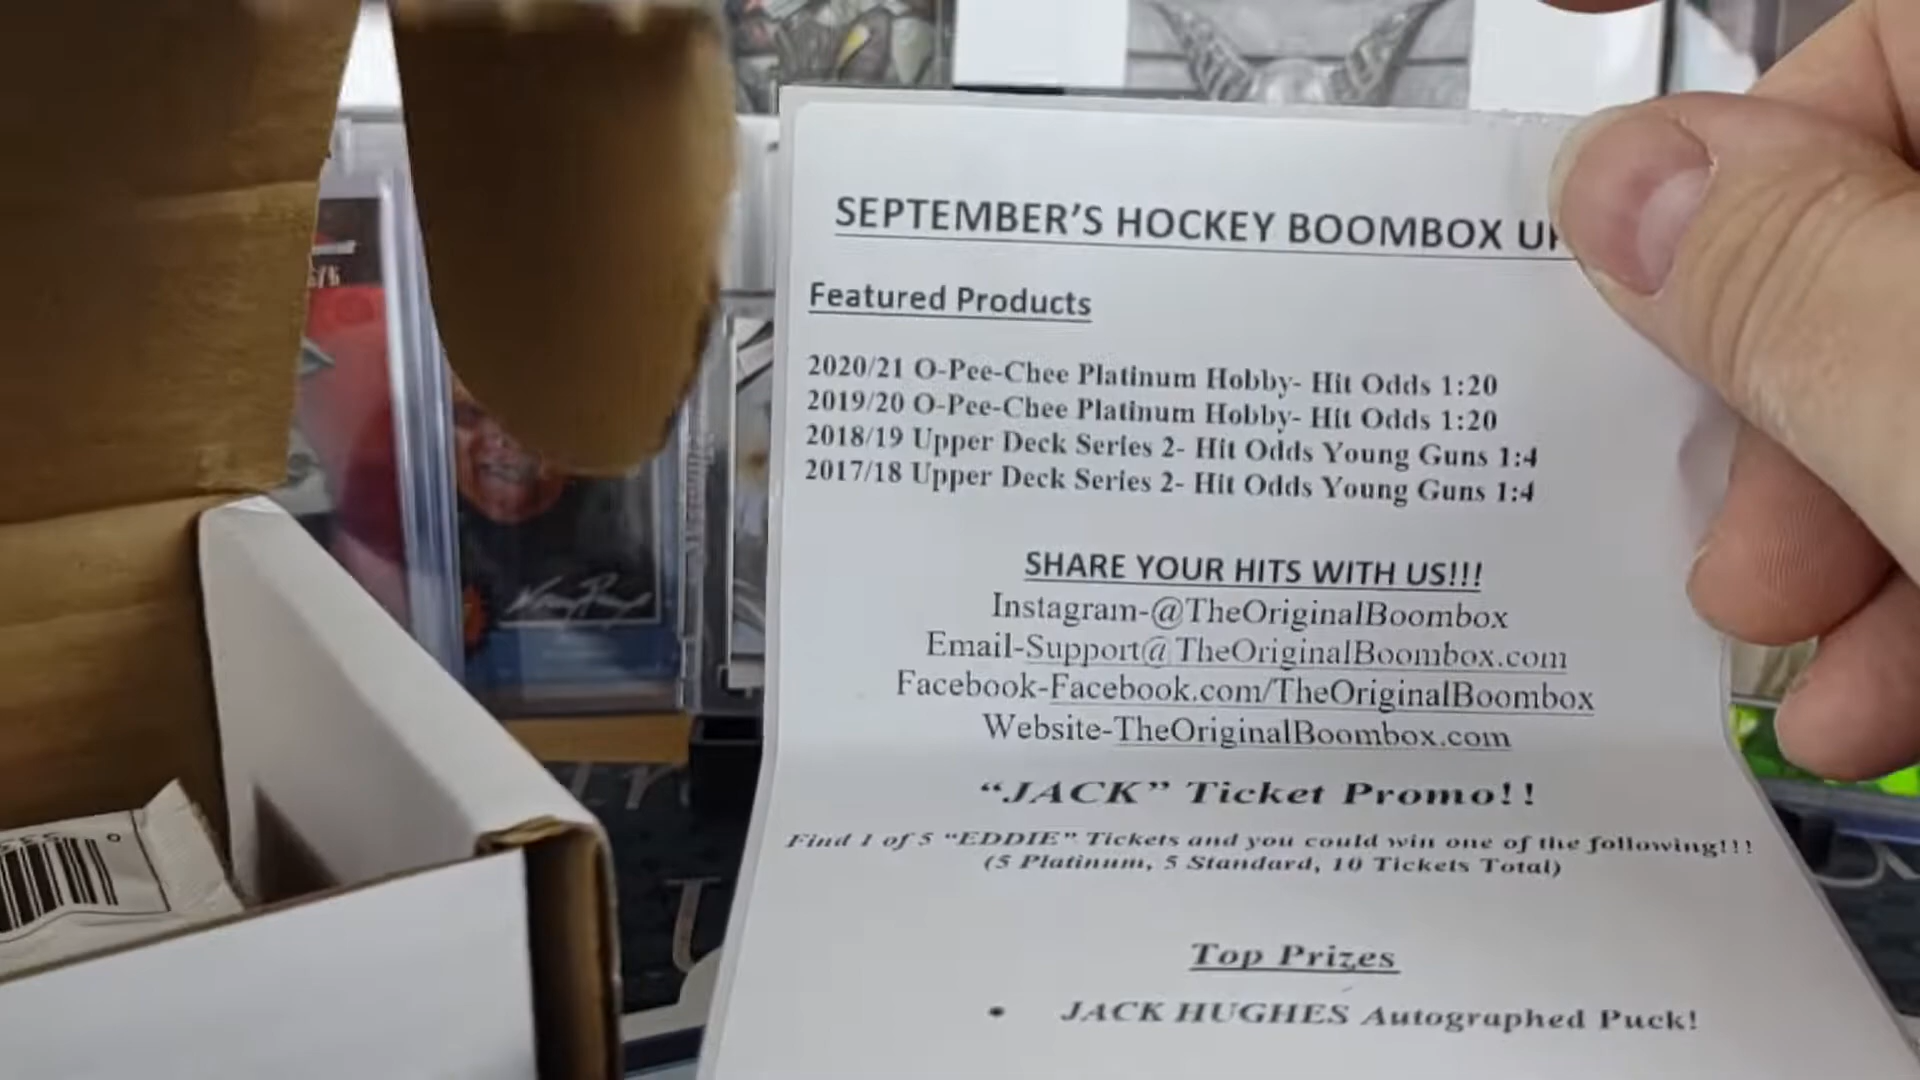 SEPTEMBER'S HOCKEY BOOMBOX
Featured Products
2020/21 O-Pee-Chee Platinum Hobby- Hit Odds 1:20
2019/20 O-Pee-Chee Platinum Hobby- Hit Odds 1:20
2018/19 Upper Deck Series 2- Hit Odds Young Guns 1:4
2017/18 Upper Deck Series 2- Hit Odds Young Guns 1:4
SHARE YOUR HITS WITH US!!!
Instagram-@TheOriginalBoombox
Email-Support@TheOriginalBoombox.com
Facebook-Facebook.com/TheOriginalBoombox
Website-TheOriginalBoombox.com
“JACK” Ticket Promo!!
Find 1 of 5 “EDDIE” Tickets and you could win one of the following!!!
(5 Platinum, 5 Standard, 10 Tickets Total)
Top Prizes
• JACK HUGHES Autographed Puck!